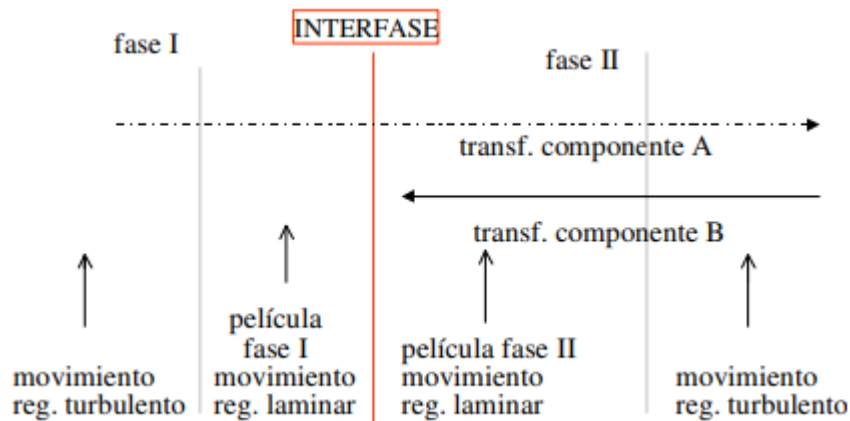 INTERFASE
fase I
fase II
transf. componente A
transf. componente B
película
fase I
movimiento
reg. laminar
película fase II
movimiento
reg. laminar
movimiento
reg. turbulento
movimiento
reg. turbulento